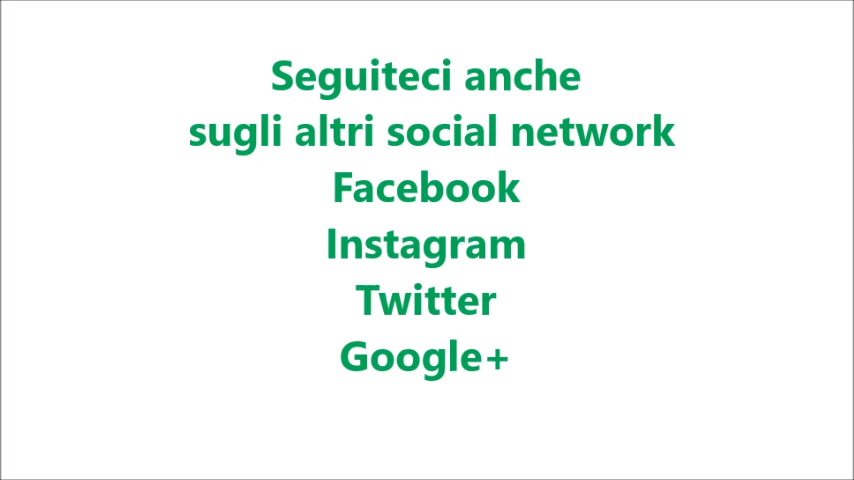 Seguiteci anche
sugli altri social network
Facebook
Instagram
Twitter
Google+